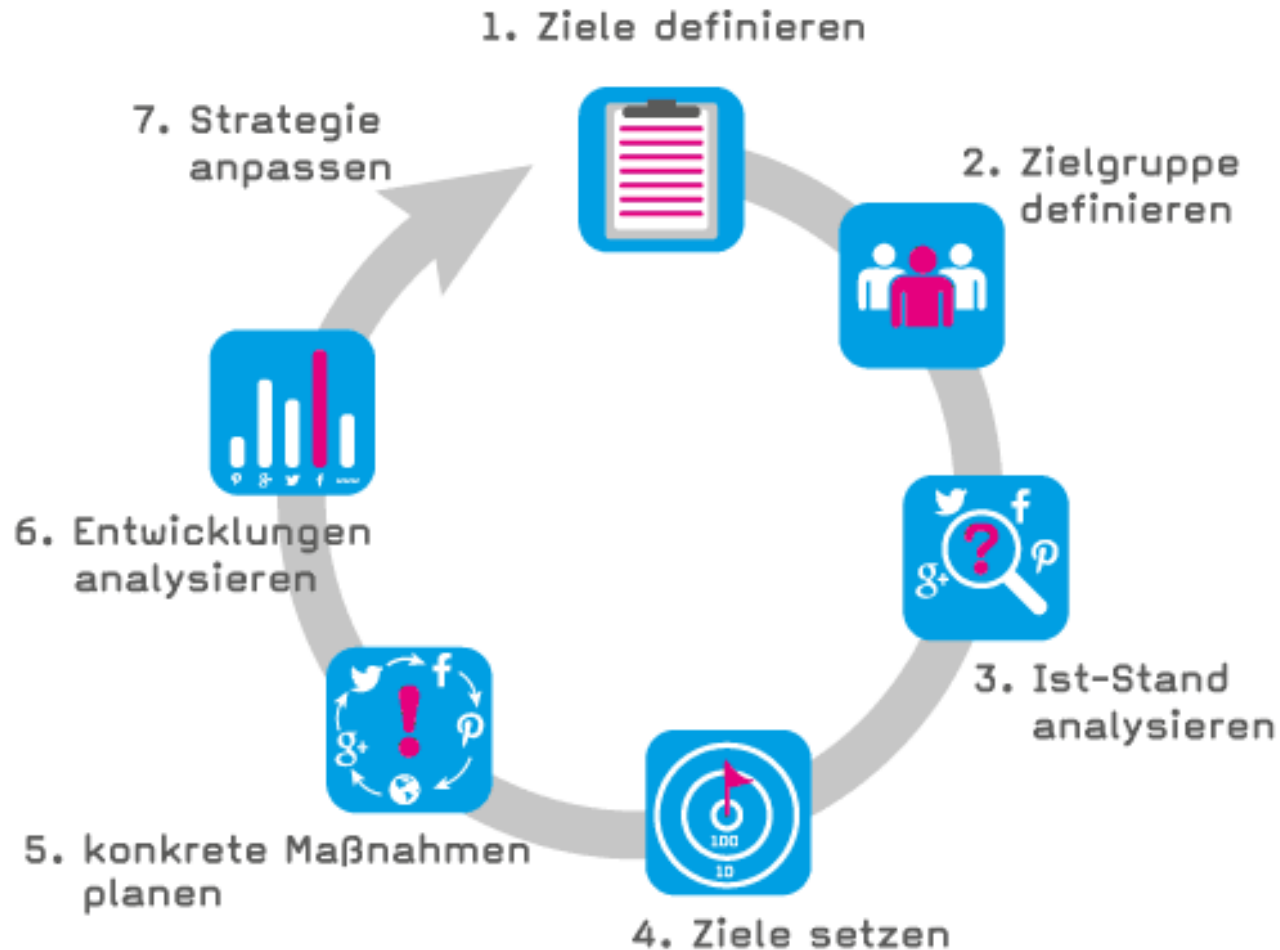 1. Ziele definieren
2. Zielgruppe
definieren
3. Ist-Stand
analysieren
100
10
4. Ziele setzen
5. konkrete Maßnahmen
planen
6. Entwicklungen
analysieren
7. Strategie
anpassen
?
g+
!
g+
g+
www